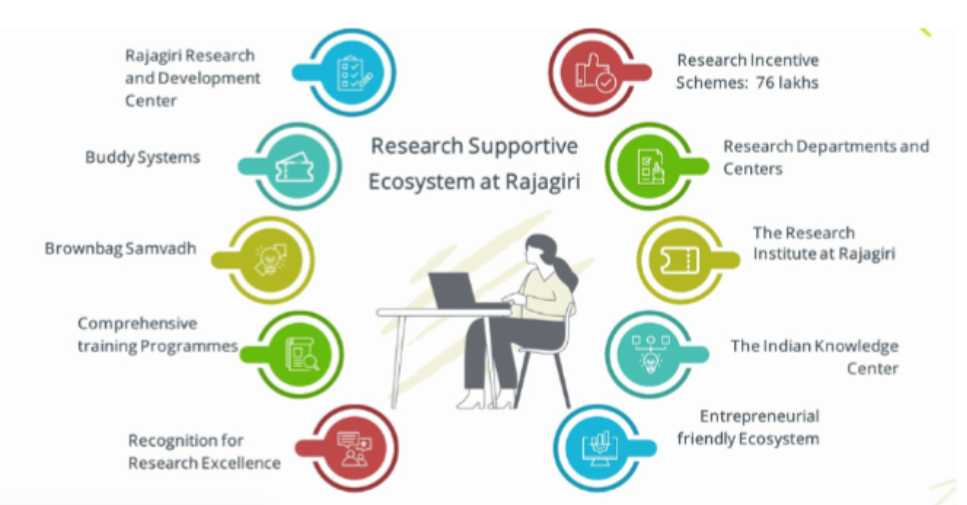 Research Supportive
Ecosystem at Rajagiri
Rajagiri Research
and Development
Center
Buddy Systems
Brownbag Samvadh
Comprehensive
training Programmes
Recognition for
Research Excellence
Research Incentive
Schemes: 76 lakhs
Research Departments and
Centers
The Research
Institute at Rajagiri
The Indian Knowledge
Center
Entrepreneurial
friendly Ecosystem